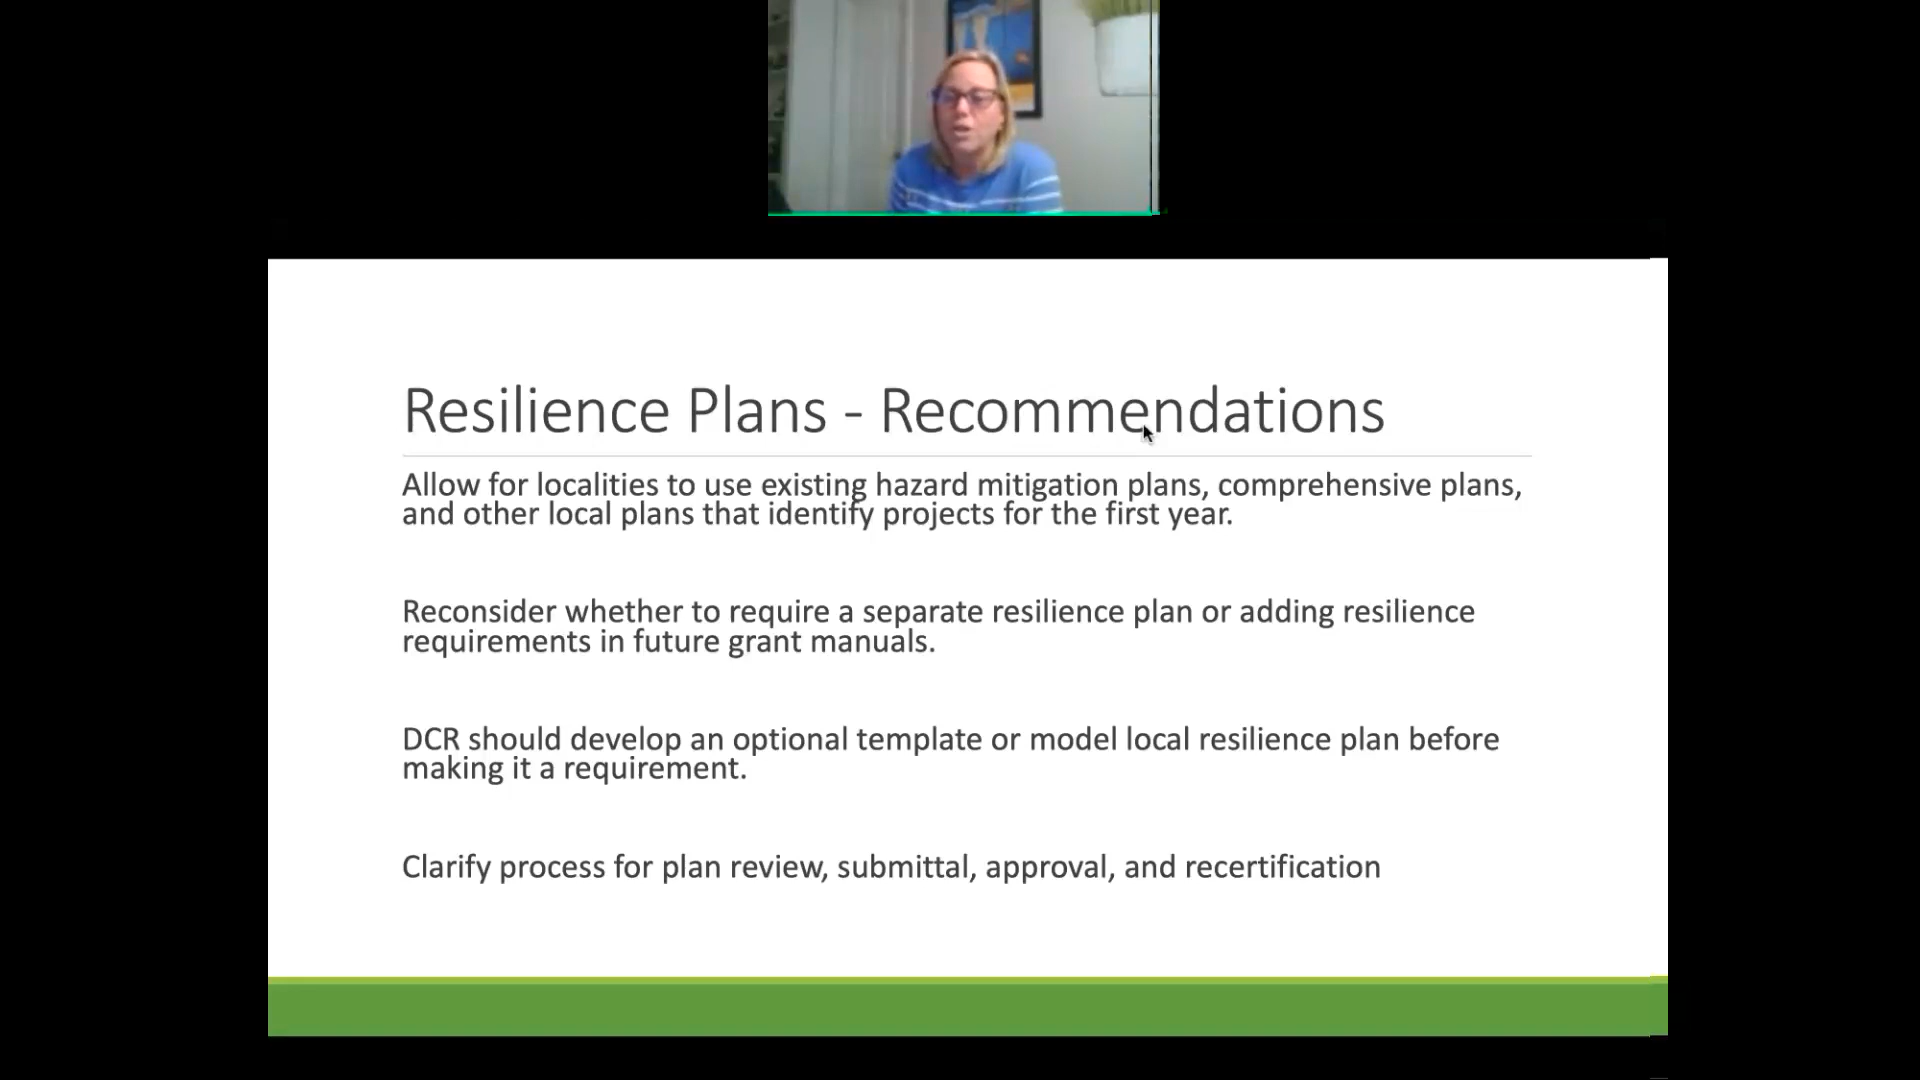 Resilience Plans - Recommendations
Allow for localities to use existing hazard mitigation plans, comprehensive plans,
and other local plans that identify projects for the first year.
Reconsider whether to require a separate resilience plan or adding resilience
requirements in future grant manuals.
DCR should develop an optional template or model local resilience plan before
making it a requirement.
Clarify process for plan review, submittal, approval, and recertification